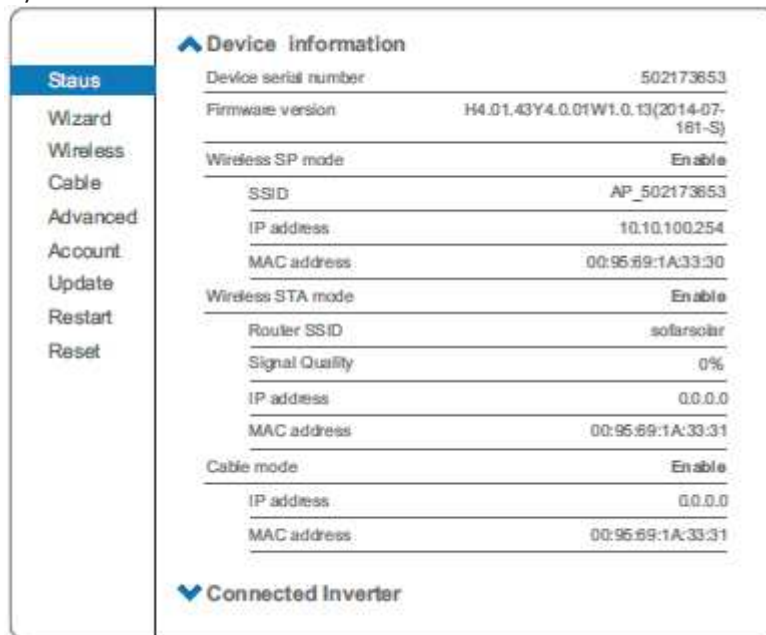 Device information
Staus
Wizard
Wireless
Cable
Advanced
Account
Update
Restart
Reset
Device serial number 502173653
Firmware version H4.01.43Y4.0.01W1.0.13(2014-07-
161-S)
Wireless SP mode Enable
SSID AP_502173653
IP address 10.10.100.254
MAC address 00:95:69:1A:33:30
Wireless STA mode Enable
Router SSID sofarsolar
Signal Quality 0%
IP address 0.0.0.0
MAC address 00:95:69:1A:33:31
Cable mode Enable
IP address 0.0.0.0
MAC address 00:95:69:1A:33:31
Connected Inverter